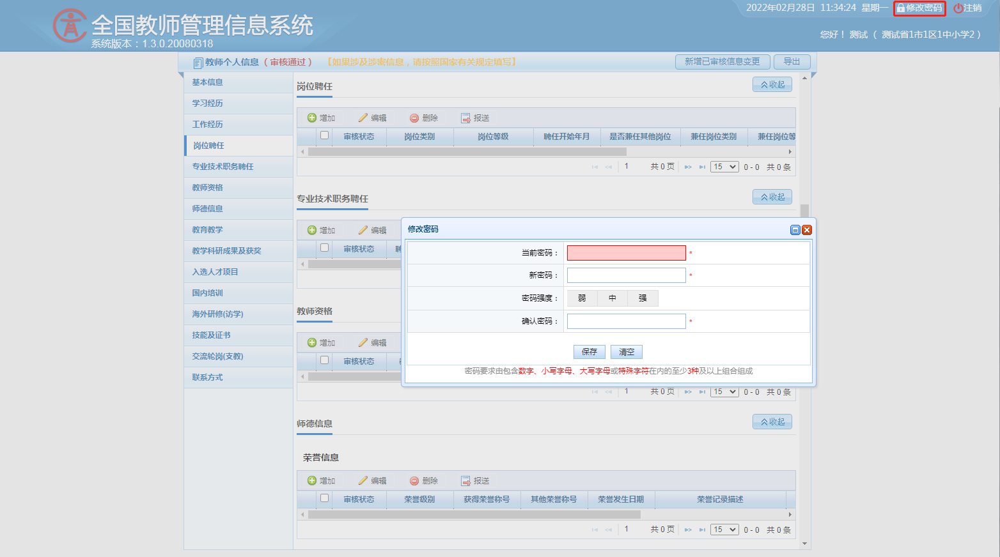 2022年02月28日 11:34:24 星期一 修改密码 注销
全国教师管理信息系统
系统版本：1.3.0.20080318
您好！ 测试 （ 测试省1市1区1中小学2 ）
教师个人信息（ 审核通过 ） 【如果涉及涉密信息，请按照国家有关规定填写】 新增已审核信息变更 导出
基本信息
学习经历
工作经历
岗位聘任
专业技术职务聘任
教师资格
师德信息
教育教学
教学科研成果及获奖
入选人才项目
国内培训
海外研修(访学)
技能及证书
交流轮岗(支教)
联系方式
岗位聘任 收起
增加 编辑 删除 报送
审核状态 岗位类别 岗位等级 聘任开始年月 是否兼任其他岗位 兼任岗位类别 兼任岗位等
1 共 0 页 15 0 - 0 共 0 条
专业技术职务聘任 收起
增加 编辑
审核状态 聘
教师资格
增加 编辑
审核状态
1 共 0 页 15 0 - 0 共 0 条
修改密码
当前密码： *
新密码： *
密码强度： 弱 中 强
确认密码： *
保存 清空
密码要求由包含数字、小写字母、大写字母或特殊字符在内的至少3种及以上组合组成
师德信息 收起
荣誉信息
增加 编辑 删除 报送
审核状态 荣誉级别 获得荣誉称号 其他荣誉称号 荣誉发生日期 荣誉记录描述
1 共 0 页 15 0 - 0 共 0 条